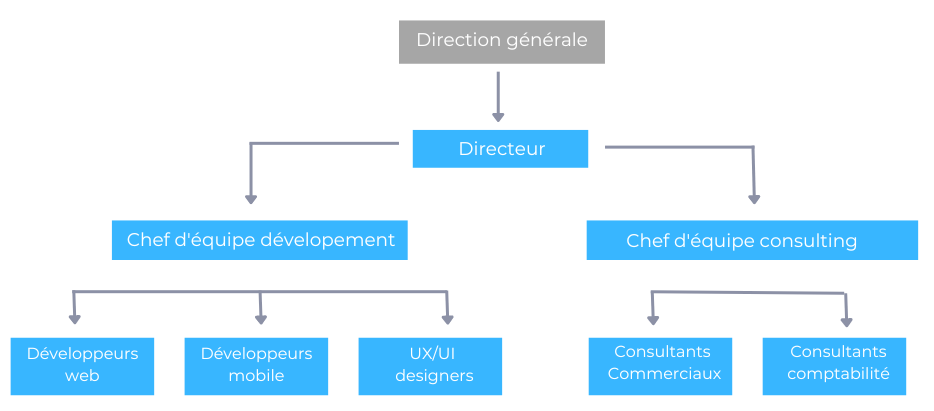 Direction générale
Directeur
Chef d'équipe dévelopement
Chef d'équipe consulting
Développeurs
web
Développeurs
mobile
UX/UI
designers
Consultants
Commerciaux
Consultants
comptabilité